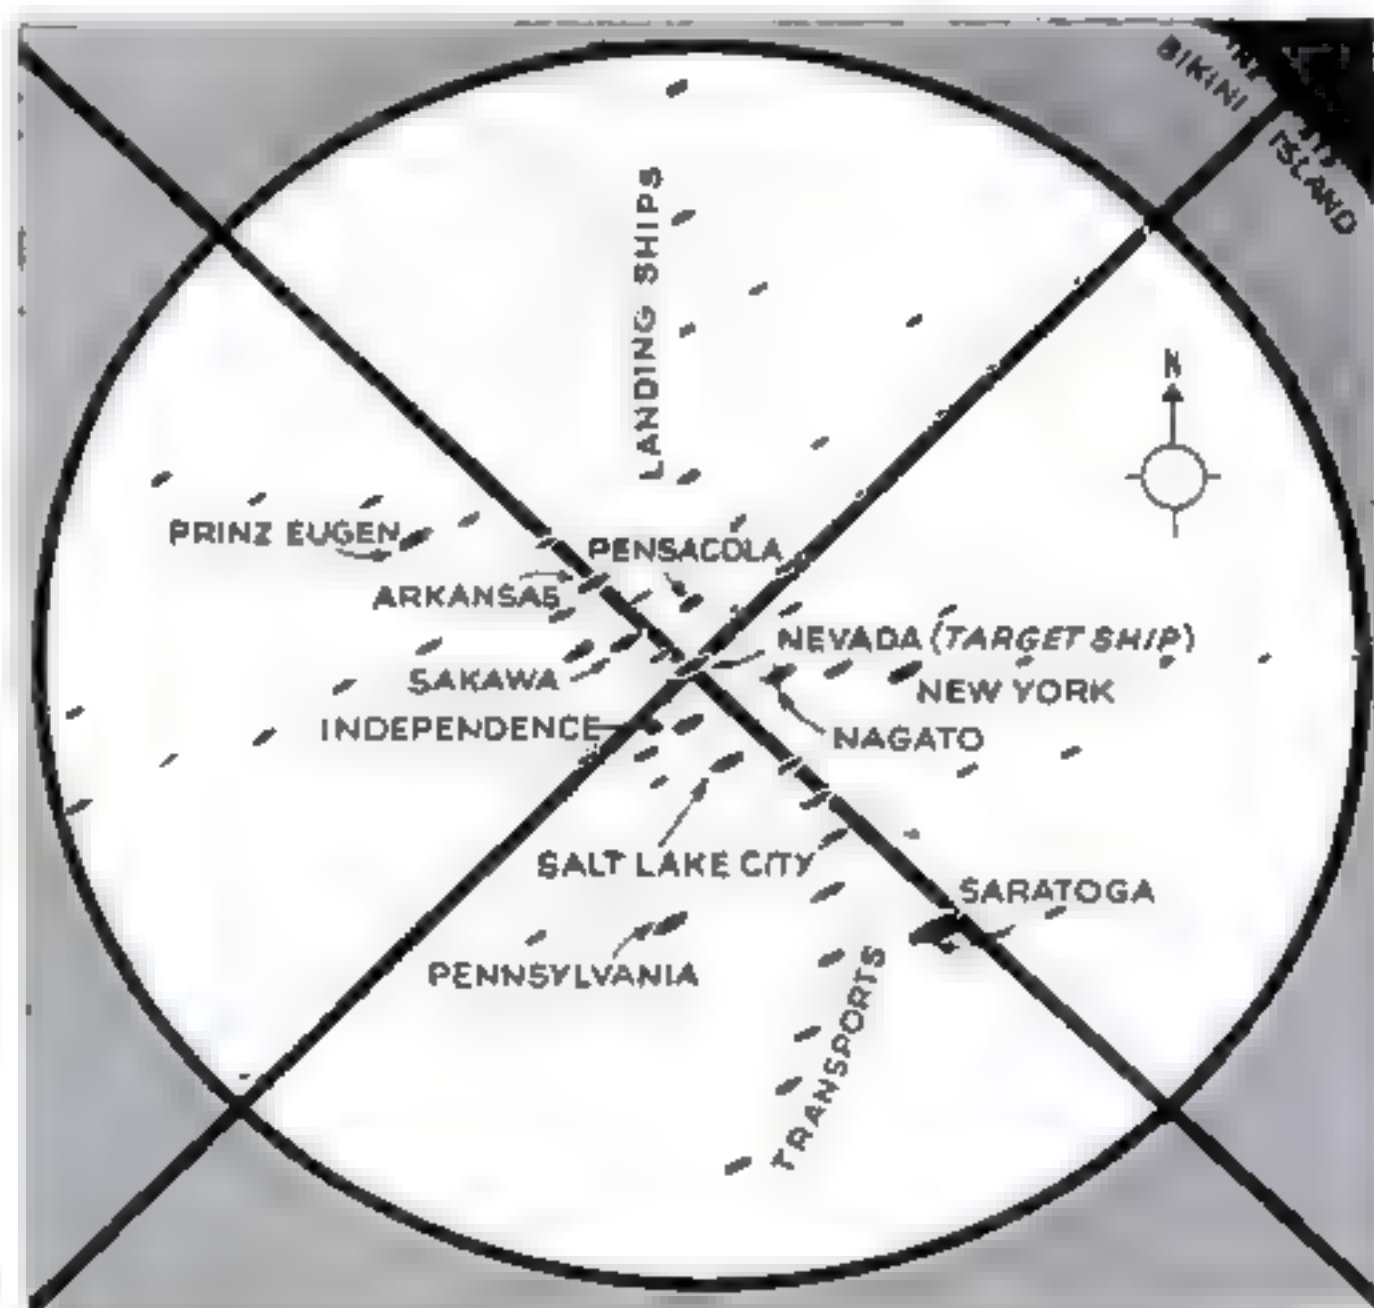 BIKINI
ISLAND
LANDING SHIPS
N
PRINZ EUGEN
PENSACOLA
ARKANSAS
NEVADA (TARGET SHIP)
SAKAWA
NEW YORK
INDEPENDENCE
NAGATO
SALT LAKE CITY
SARATOGA
PENNSYLVANIA
TRANSPORTS